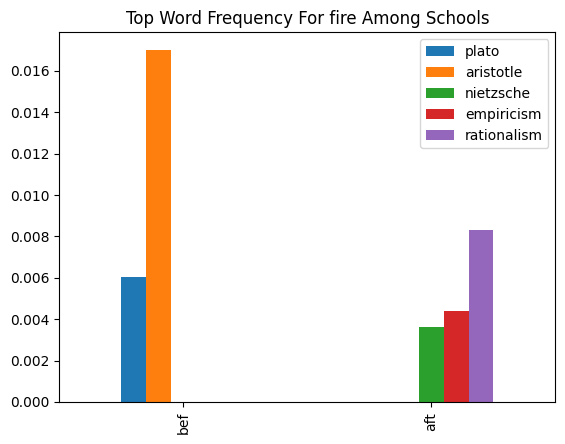 Top Word Frequency For fire Among Schools
plato
aristotle
nietzsche
empiricism
rationalism
0.016
0.014
0.012
0.010
0.008
0.006
0.004
0.002
0.000
bef
aft